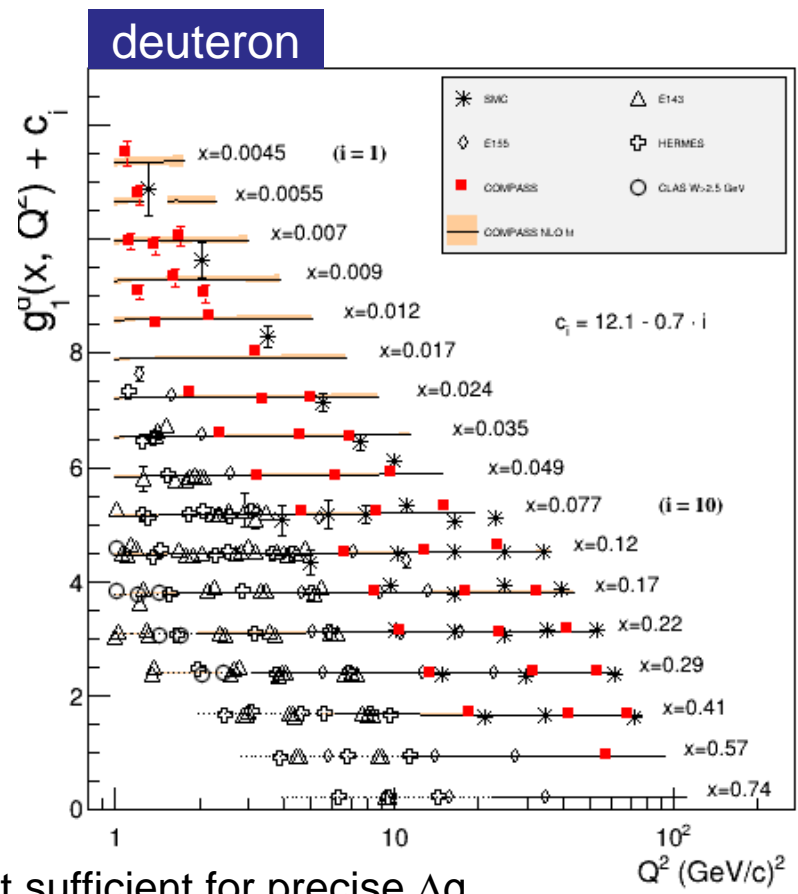 deuteron
g₁ᵈ(x, Q²) + cᵢ
SMC
E143
E155
HERMES
COMPASS
CLAS W>2.5 GeV
COMPASS NLO fit
x=0.0045 (i = 1)
x=0.0055
x=0.007
x=0.009
x=0.012
cᵢ = 12.1 - 0.7 · i
x=0.017
x=0.024
x=0.035
x=0.049
x=0.077 (i = 10)
x=0.12
x=0.17
x=0.22
x=0.29
x=0.41
x=0.57
x=0.74
8
6
4
2
0
1
10
10²
Q² (GeV/c)²
t sufficient for precise